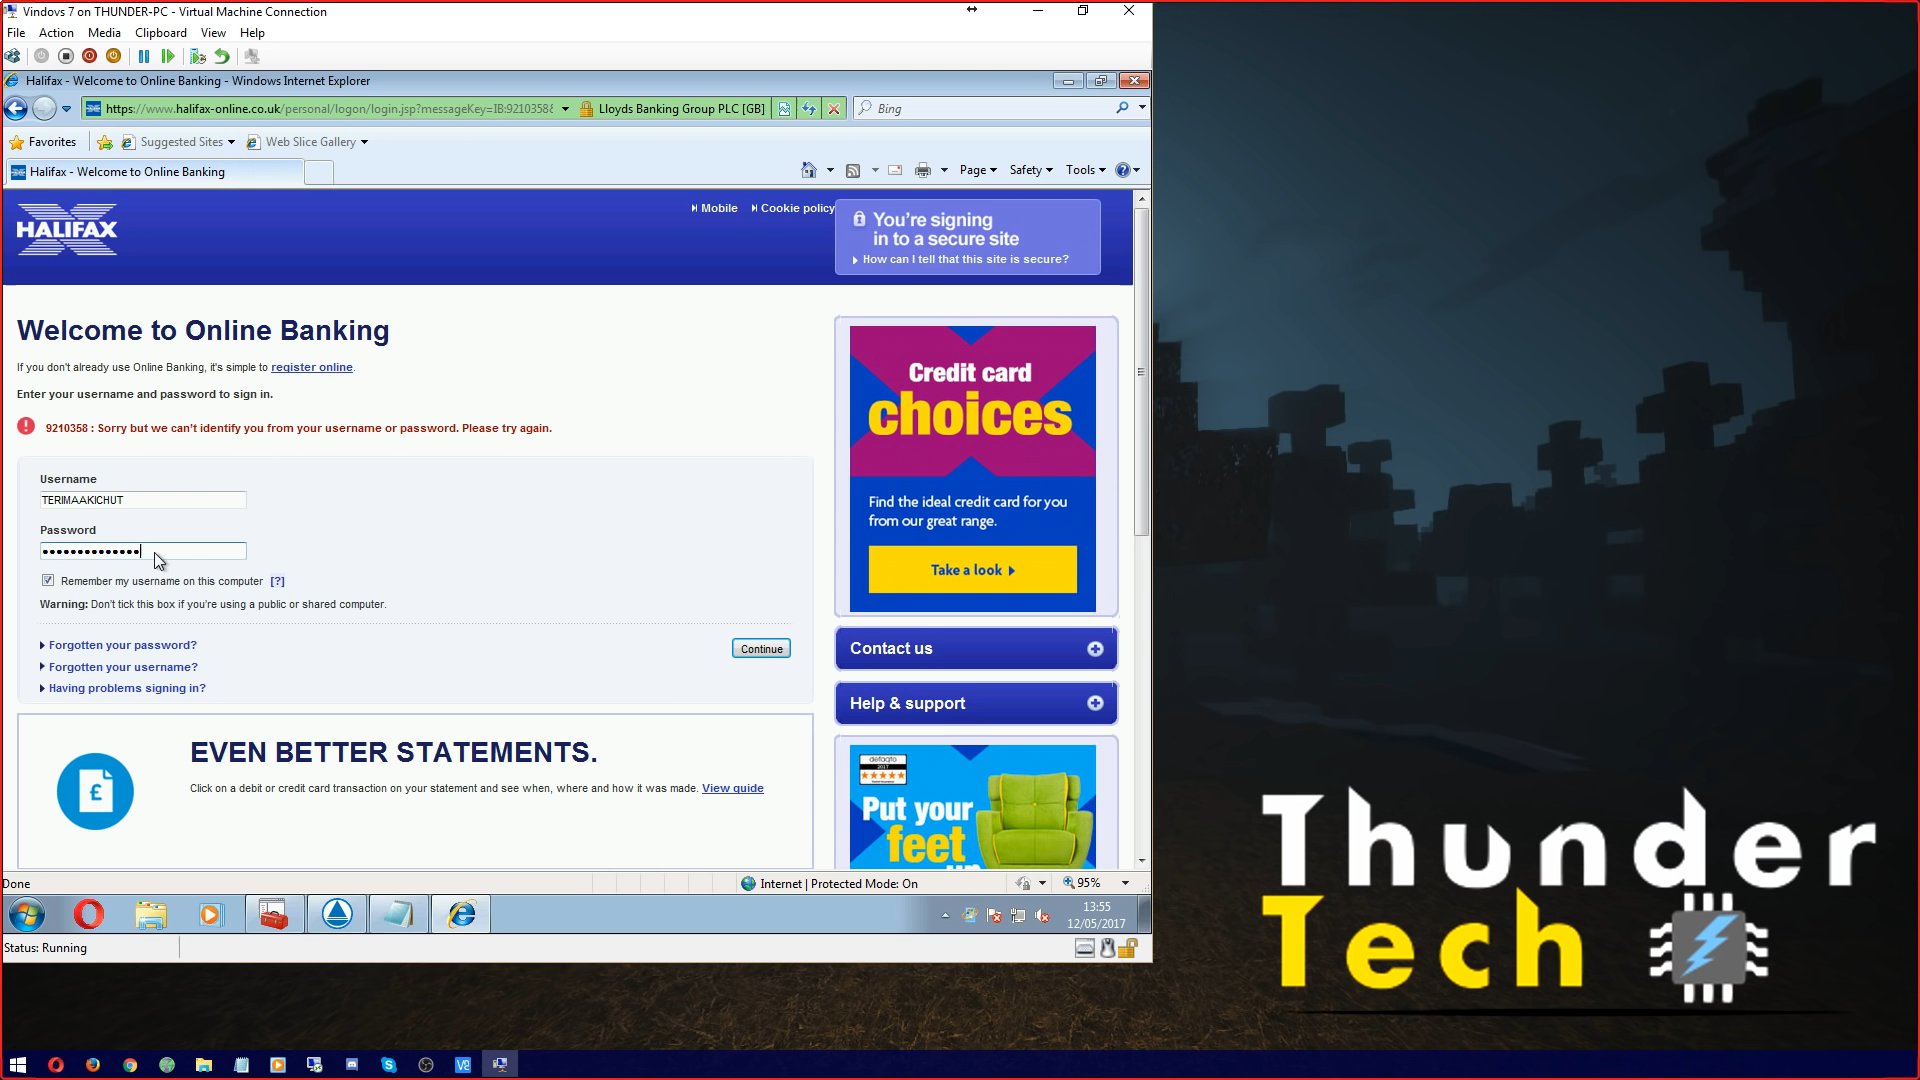 Vindovs 7 on THUNDER-PC - Virtual Machine Connection
File Action Media Clipboard View Help
Halifax - Welcome to Online Banking - Windows Internet Explorer
https://www.halifax-online.co.uk/personal/logon/login.jsp?messageKey=IB:9210358&
Lloyds Banking Group PLC [GB]
Bing
Favorites
Suggested Sites
Web Slice Gallery
Halifax - Welcome to Online Banking
Page
Safety
Tools
HALIFAX
Mobile
Cookie policy
You're signing
in to a secure site
How can I tell that this site is secure?
Welcome to Online Banking
If you don't already use Online Banking, it's simple to register online.
Enter your username and password to sign in.
9210358 : Sorry but we can't identify you from your username or password. Please try again.
Username
TERIMAAKICHUT
Password
Remember my username on this computer [?]
Warning: Don't tick this box if you're using a public or shared computer.
Forgotten your password?
Forgotten your username?
Having problems signing in?
Continue
EVEN BETTER STATEMENTS.
Click on a debit or credit card transaction on your statement and see when, where and how it was made. View guide
£
Credit card
choices
Find the ideal credit card for you
from our great range.
Take a look
Contact us
Help & support
defaqto
2017
Put your
feet
Done
Internet | Protected Mode: On
95%
13:55
12/05/2017
Status: Running
Thunder
Tech